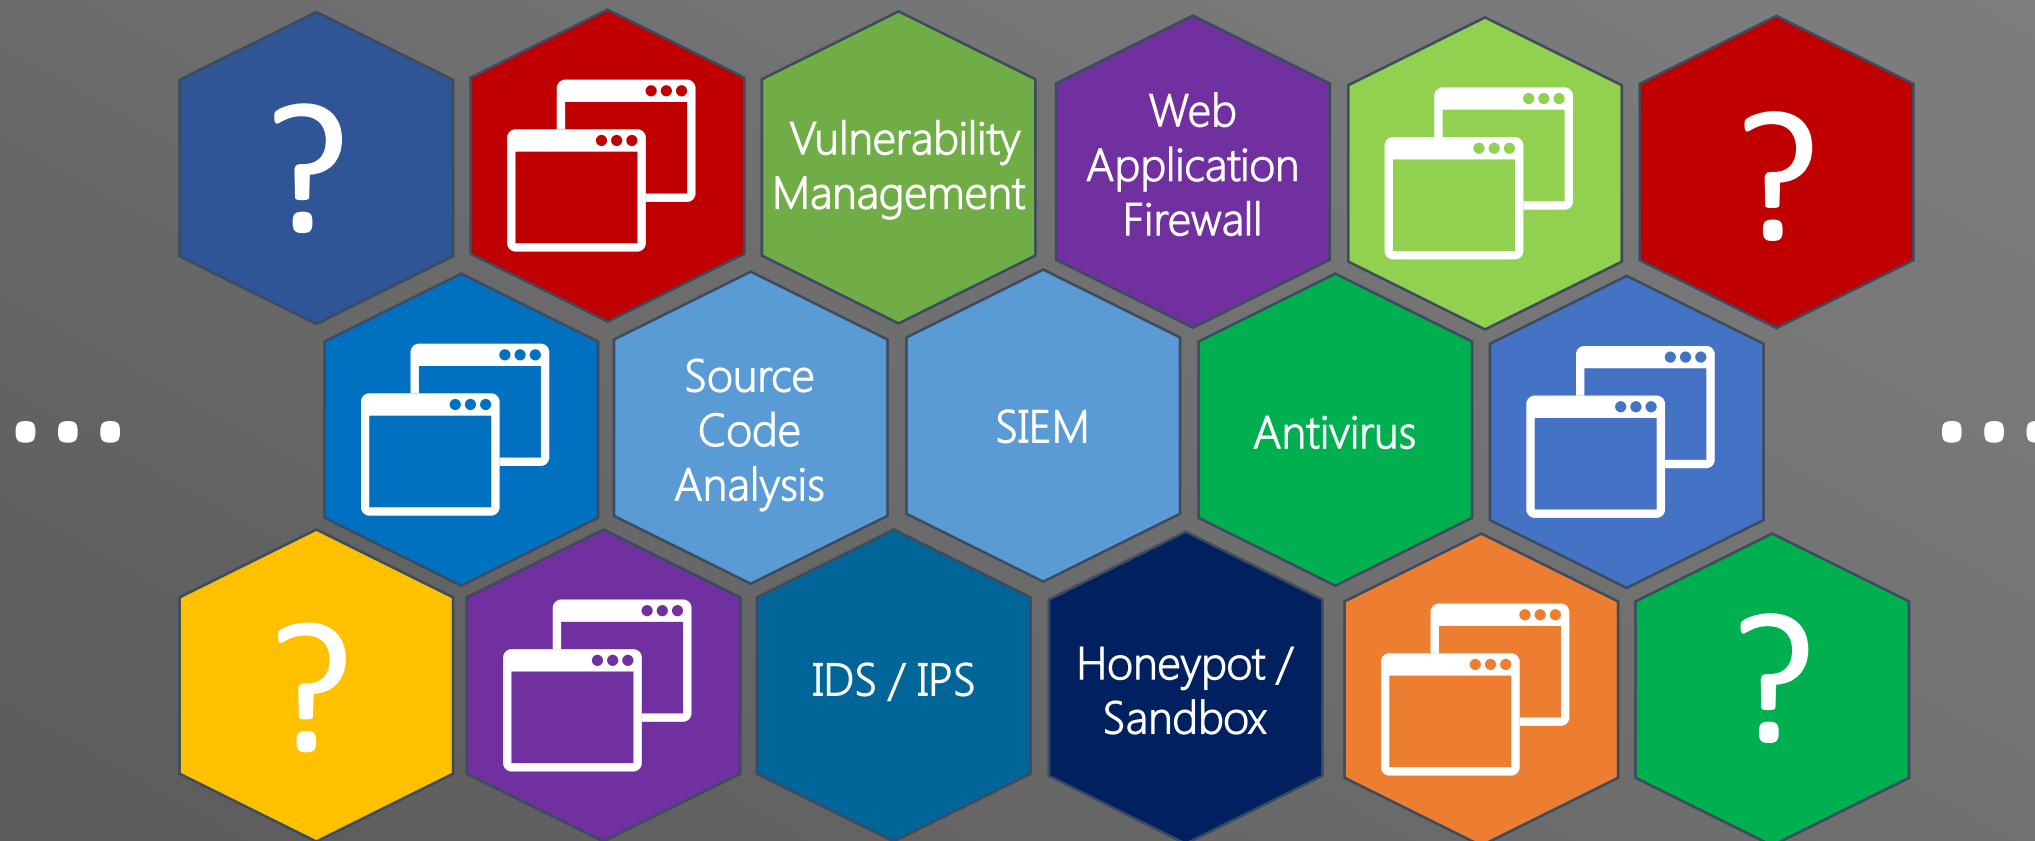 ?
Vulnerability
Management
Web
Application
Firewall
?
Source
Code
Analysis
SIEM
Antivirus
?
IDS / IPS
Honeypot /
Sandbox
?